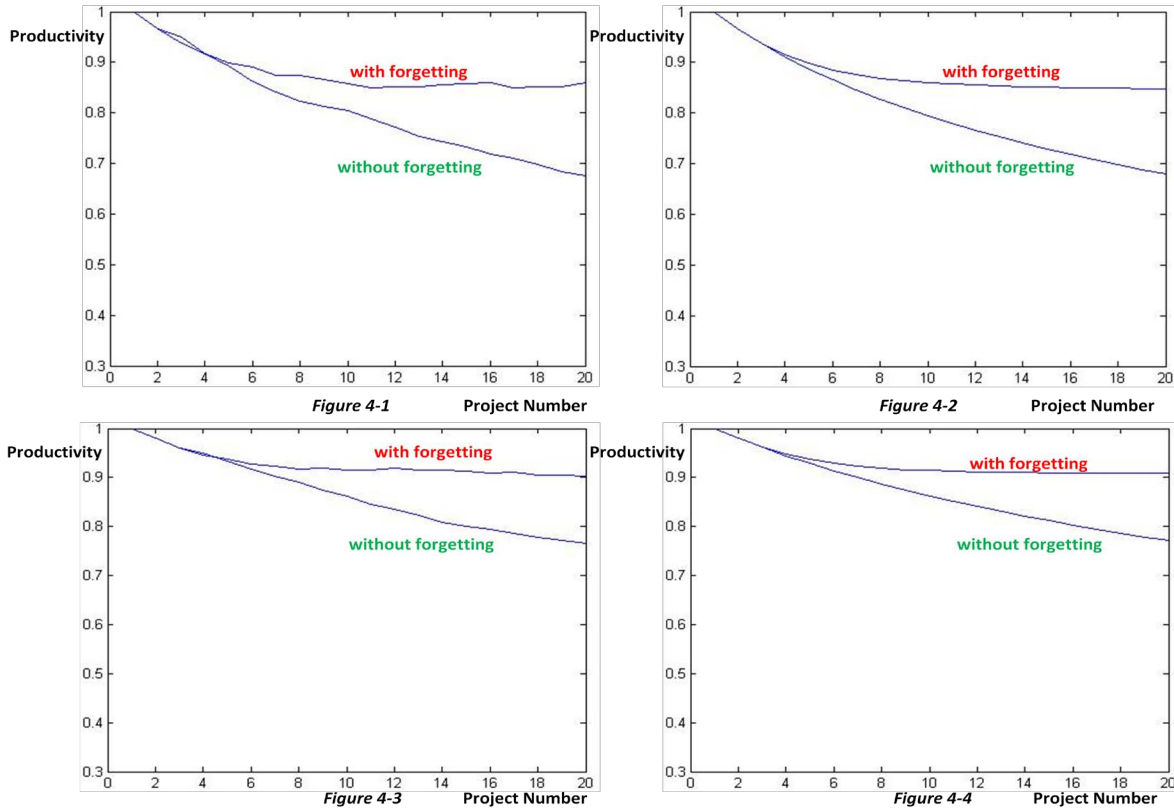 Productivity
1
0.9
0.8
0.7
0.6
0.5
0.4
0.3
0 2 4 6 8 10 12 14 16 18 20
with forgetting
without forgetting
Figure 4-1 Project Number
Productivity
1
0.9
0.8
0.7
0.6
0.5
0.4
0.3
0 2 4 6 8 10 12 14 16 18 20
with forgetting
without forgetting
Figure 4-2 Project Number
Productivity
1
0.9
0.8
0.7
0.6
0.5
0.4
0.3
0 2 4 6 8 10 12 14 16 18 20
with forgetting
without forgetting
Figure 4-3 Project Number
Productivity
1
0.9
0.8
0.7
0.6
0.5
0.4
0.3
0 2 4 6 8 10 12 14 16 18 20
with forgetting
without forgetting
Figure 4-4 Project Number